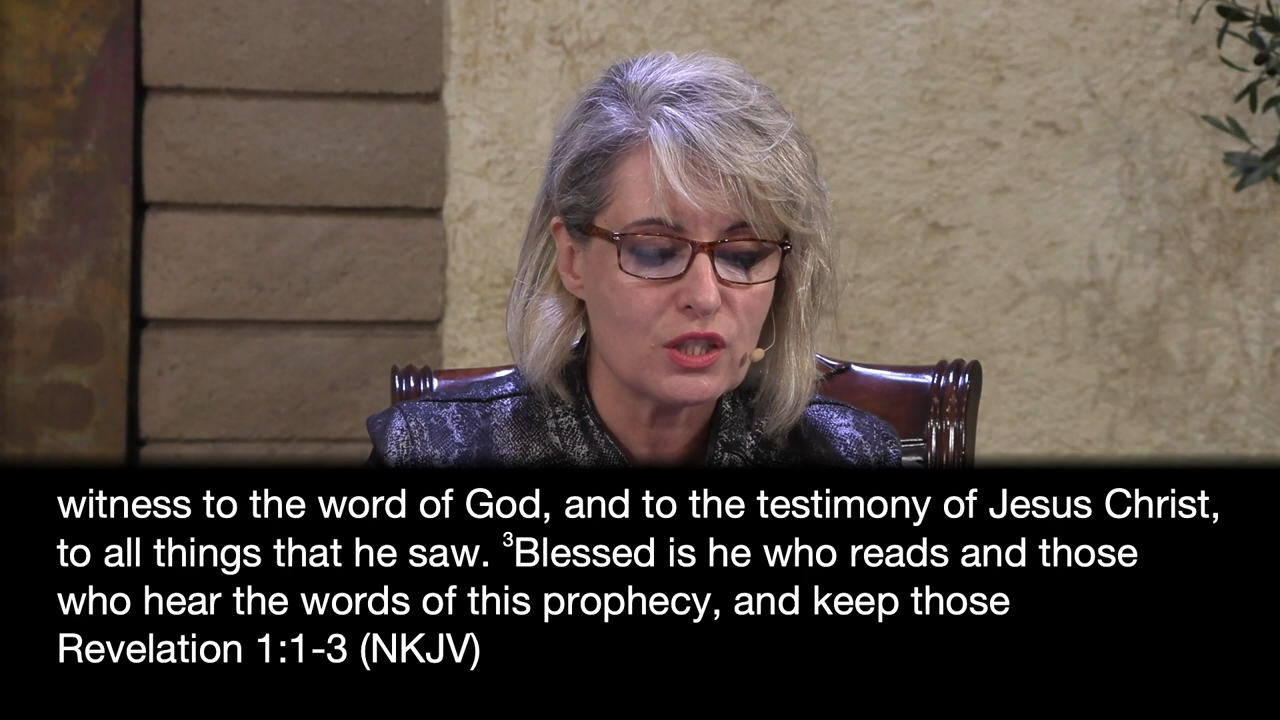 witness to the word of God, and to the testimony of Jesus Christ,
to all things that he saw. ³Blessed is he who reads and those
who hear the words of this prophecy, and keep those
Revelation 1:1-3 (NKJV)